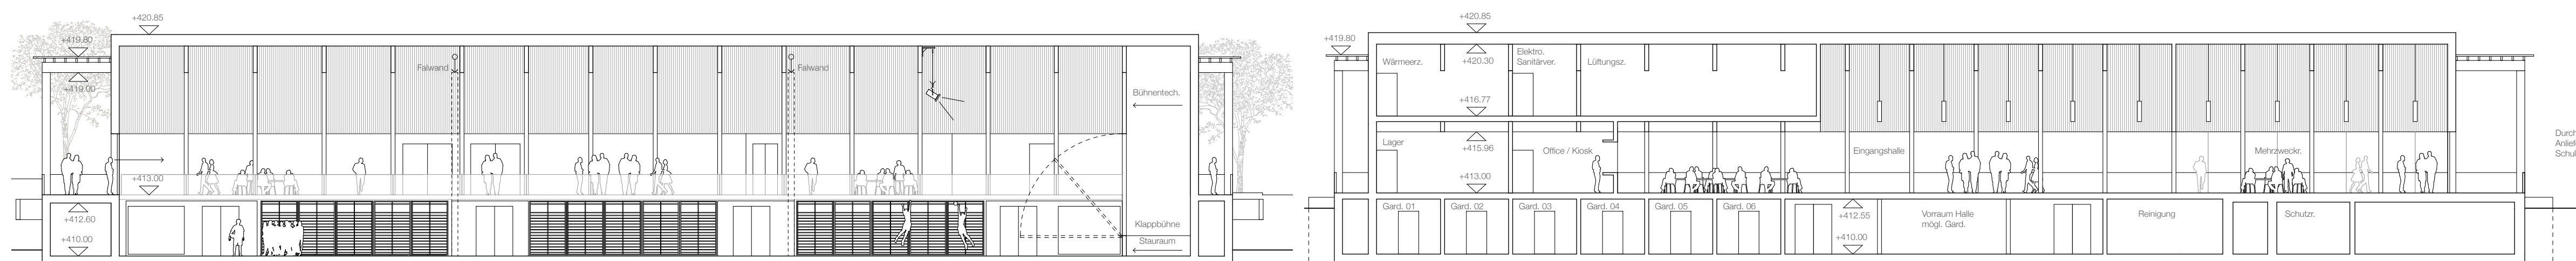 +420.85
+419.80
+419.00
Falwand
Falwand
Bühnentech.
+413.00
+412.60
+410.00
Klappbühne
Stauraum
+420.85
+419.80
Wärmeerz.
+420.30
Elektro.
Sanitärver.
Lüftungsz.
+416.77
Lager
+415.96
Office / Kiosk
Eingangshalle
Mehrzweckr.
+413.00
Gard. 01
Gard. 02
Gard. 03
Gard. 04
Gard. 05
Gard. 06
+412.55
+410.00
Vorraum Halle
mögl. Gard.
Reinigung
Schutzr.
Durch
Anlief
Schul